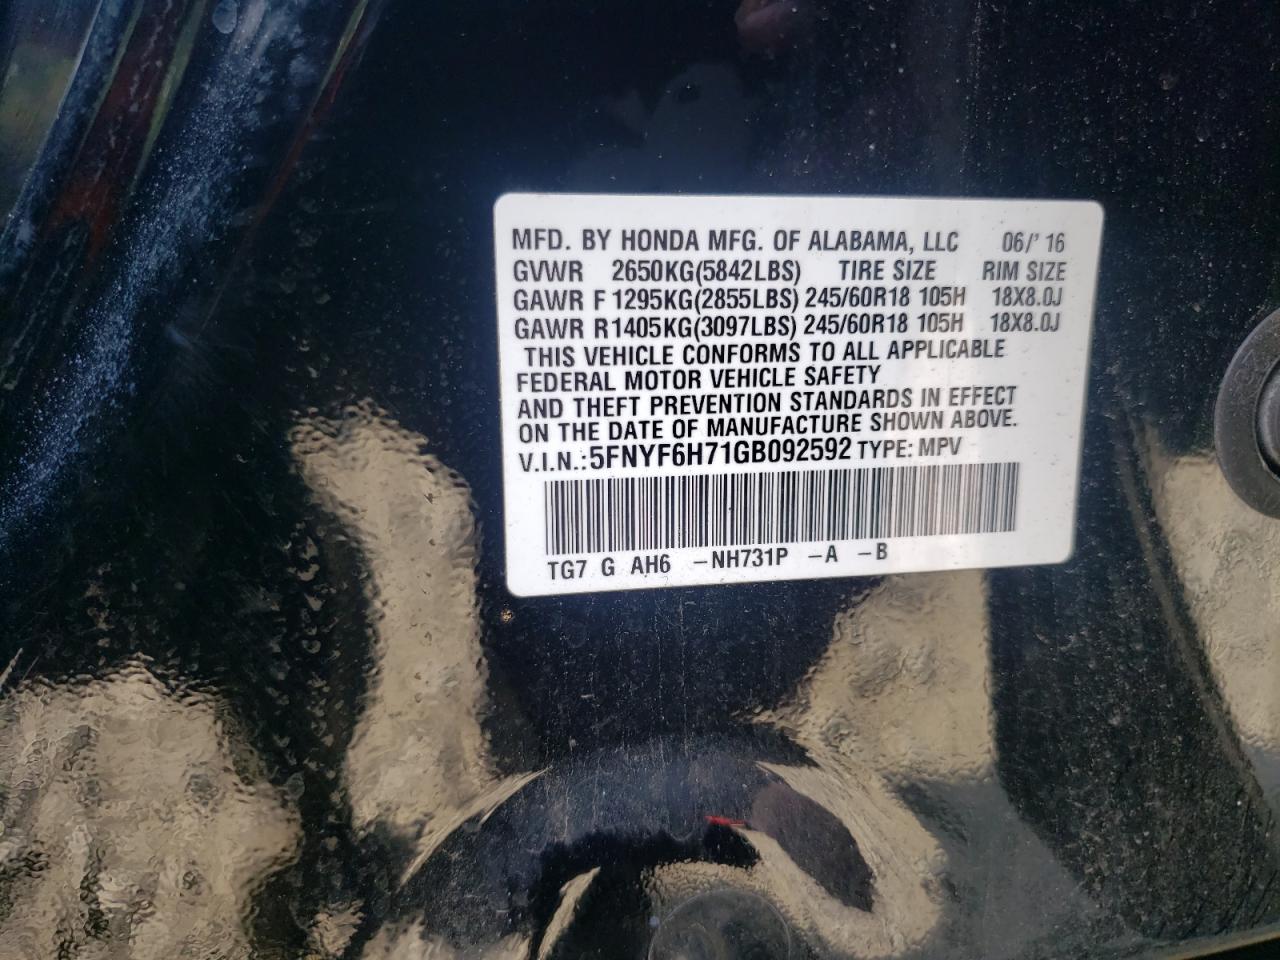 MFD. BY HONDA MFG. OF ALABAMA, LLC 06/' 16
GVWR 2650KG(5842LBS) TIRE SIZE RIM SIZE
GAWR F 1295KG(2855LBS) 245/60R18 105H 18X8.0J
GAWR R1405KG(3097LBS) 245/60R18 105H 18X8.0J
THIS VEHICLE CONFORMS TO ALL APPLICABLE
FEDERAL MOTOR VEHICLE SAFETY
AND THEFT PREVENTION STANDARDS IN EFFECT
ON THE DATE OF MANUFACTURE SHOWN ABOVE.
V.I.N.:5FNYF6H71GB092592 TYPE: MPV
TG7 G AH6 –NH731P –A –B